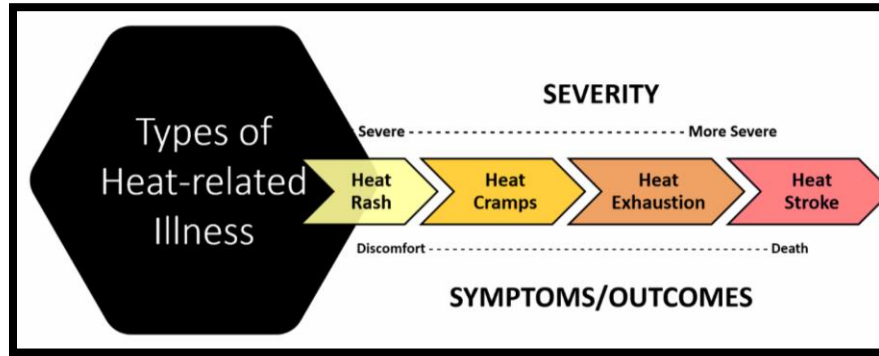 Types of
Heat-related
Illness
SEVERITY
Severe
More Severe
Heat
Rash
Heat
Cramps
Heat
Exhaustion
Heat
Stroke
Discomfort
Death
SYMPTOMS/OUTCOMES